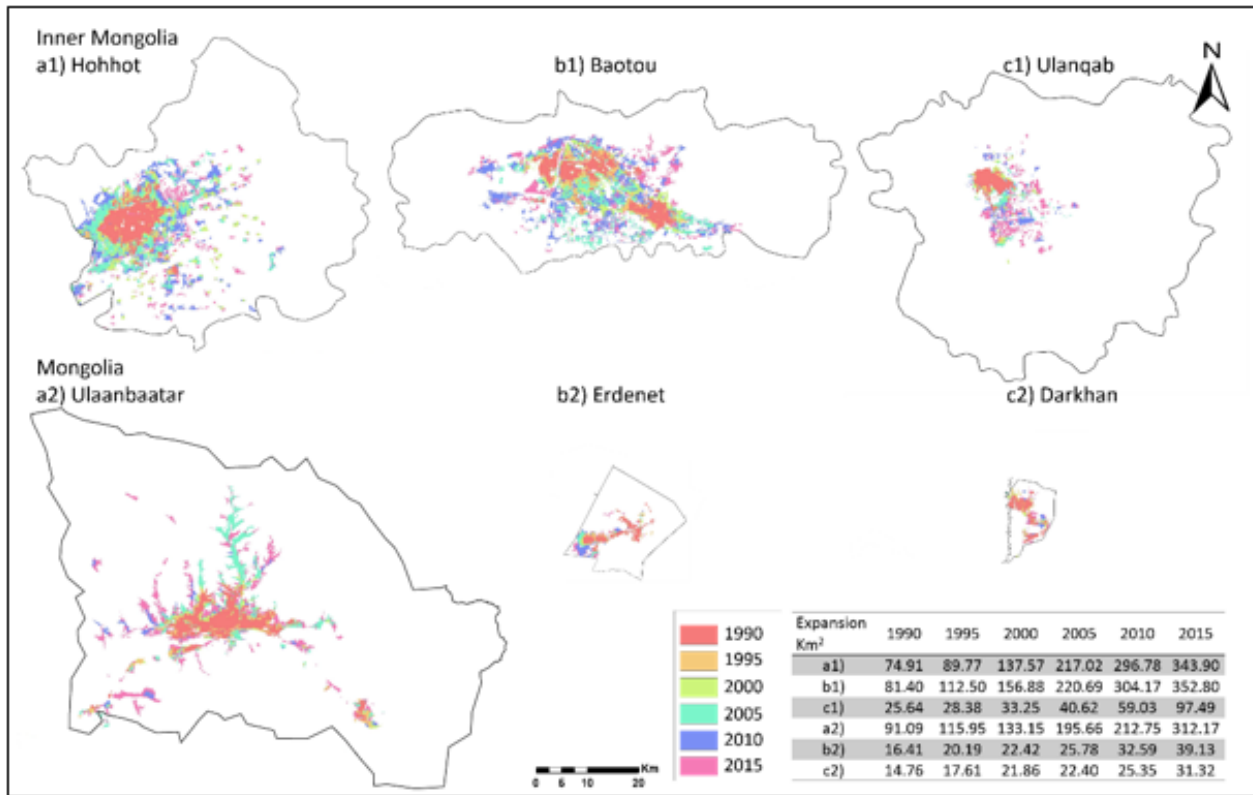 Inner Mongolia
a1) Hohhot
b1) Baotou
c1) Ulanqab
N
Mongolia
a2) Ulaanbaatar
b2) Erdenet
c2) Darkhan
1990
1995
2000
2005
2010
2015
Km
0 5 10 20
Expansion Km² 1990 1995 2000 2005 2010 2015
a1) 74.91 89.77 137.57 217.02 296.78 343.90
b1) 81.40 112.50 156.88 220.69 304.17 352.80
c1) 25.64 28.38 33.25 40.62 59.03 97.49
a2) 91.09 115.95 133.15 195.66 212.75 312.17
b2) 16.41 20.19 22.42 25.78 32.59 39.13
c2) 14.76 17.61 21.86 22.40 25.35 31.32